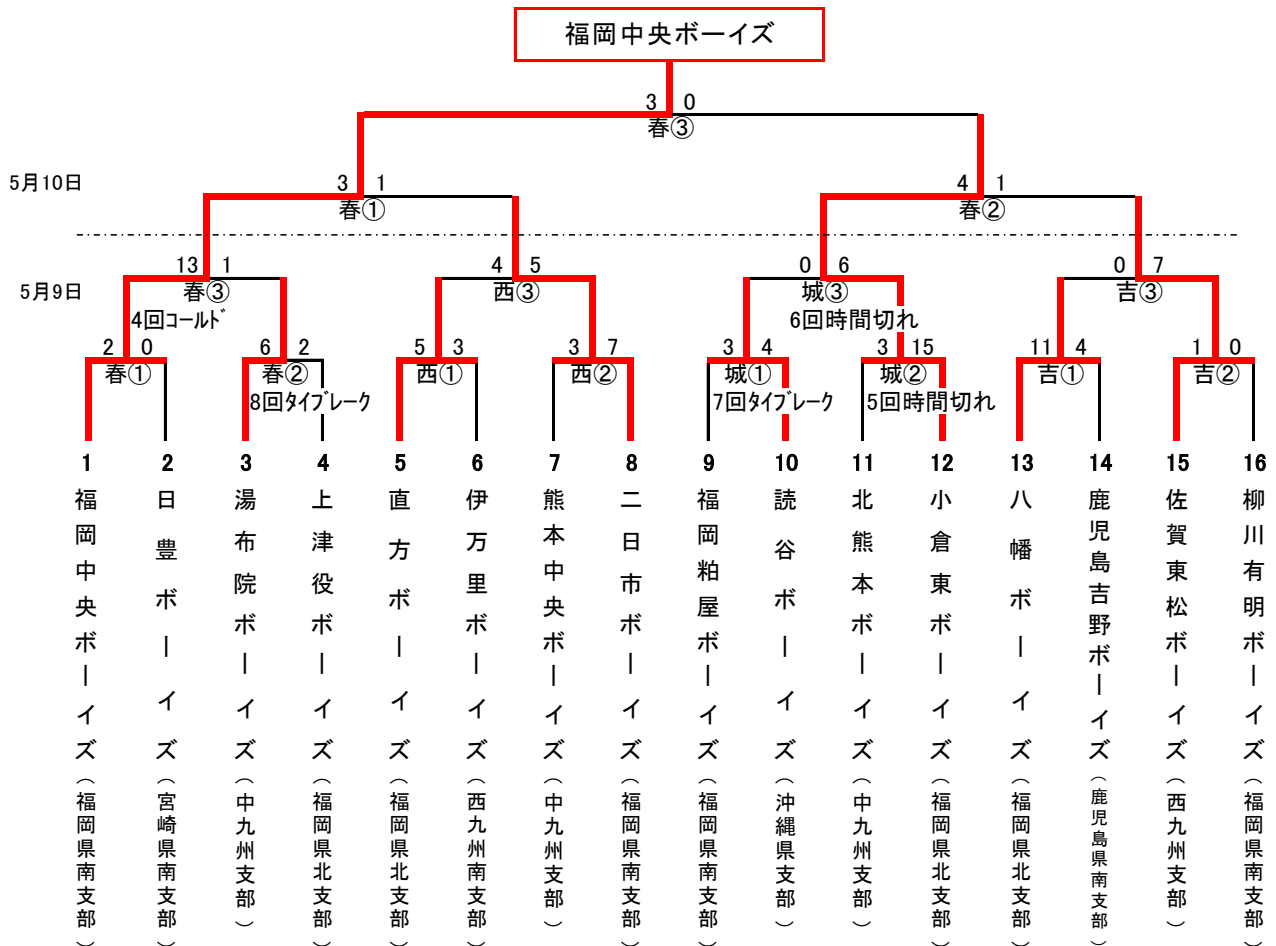 福岡中央ボーイズ
3 0
春③
5月10日
3 1
春①
4 1
春②
5月9日
13 1
春③
4回コールド
4 5
西③
0 6
城③
6回時間切れ
0 7
吉③
2 0
春①
6 2
春②
8回タイブレーク
5 3
西①
3 7
西②
3 4
城①
7回タイブレーク
3 15
城②
5回時間切れ
11 4
吉①
1 0
吉②
1 2 3 4 5 6 7 8 9 10 11 12 13 14 15 16
福岡中央ボーイズ(福岡県南支部)
日豊ボーイズ(宮崎県南支部)
湯布院ボーイズ(中九州支部)
上津役ボーイズ(福岡県北支部)
直方ボーイズ(福岡県北支部)
伊万里ボーイズ(西九州南支部)
熊本中央ボーイズ(中九州支部)
二日市ボーイズ(福岡県南支部)
福岡粕屋ボーイズ(福岡県南支部)
読谷ボーイズ(沖縄県支部)
北熊本ボーイズ(中九州支部)
小倉東ボーイズ(福岡県北支部)
八幡ボーイズ(福岡県北支部)
鹿児島吉野ボーイズ(鹿児島県南支部)
佐賀東松ボーイズ(西九州支部)
柳川有明ボーイズ(福岡県南支部)